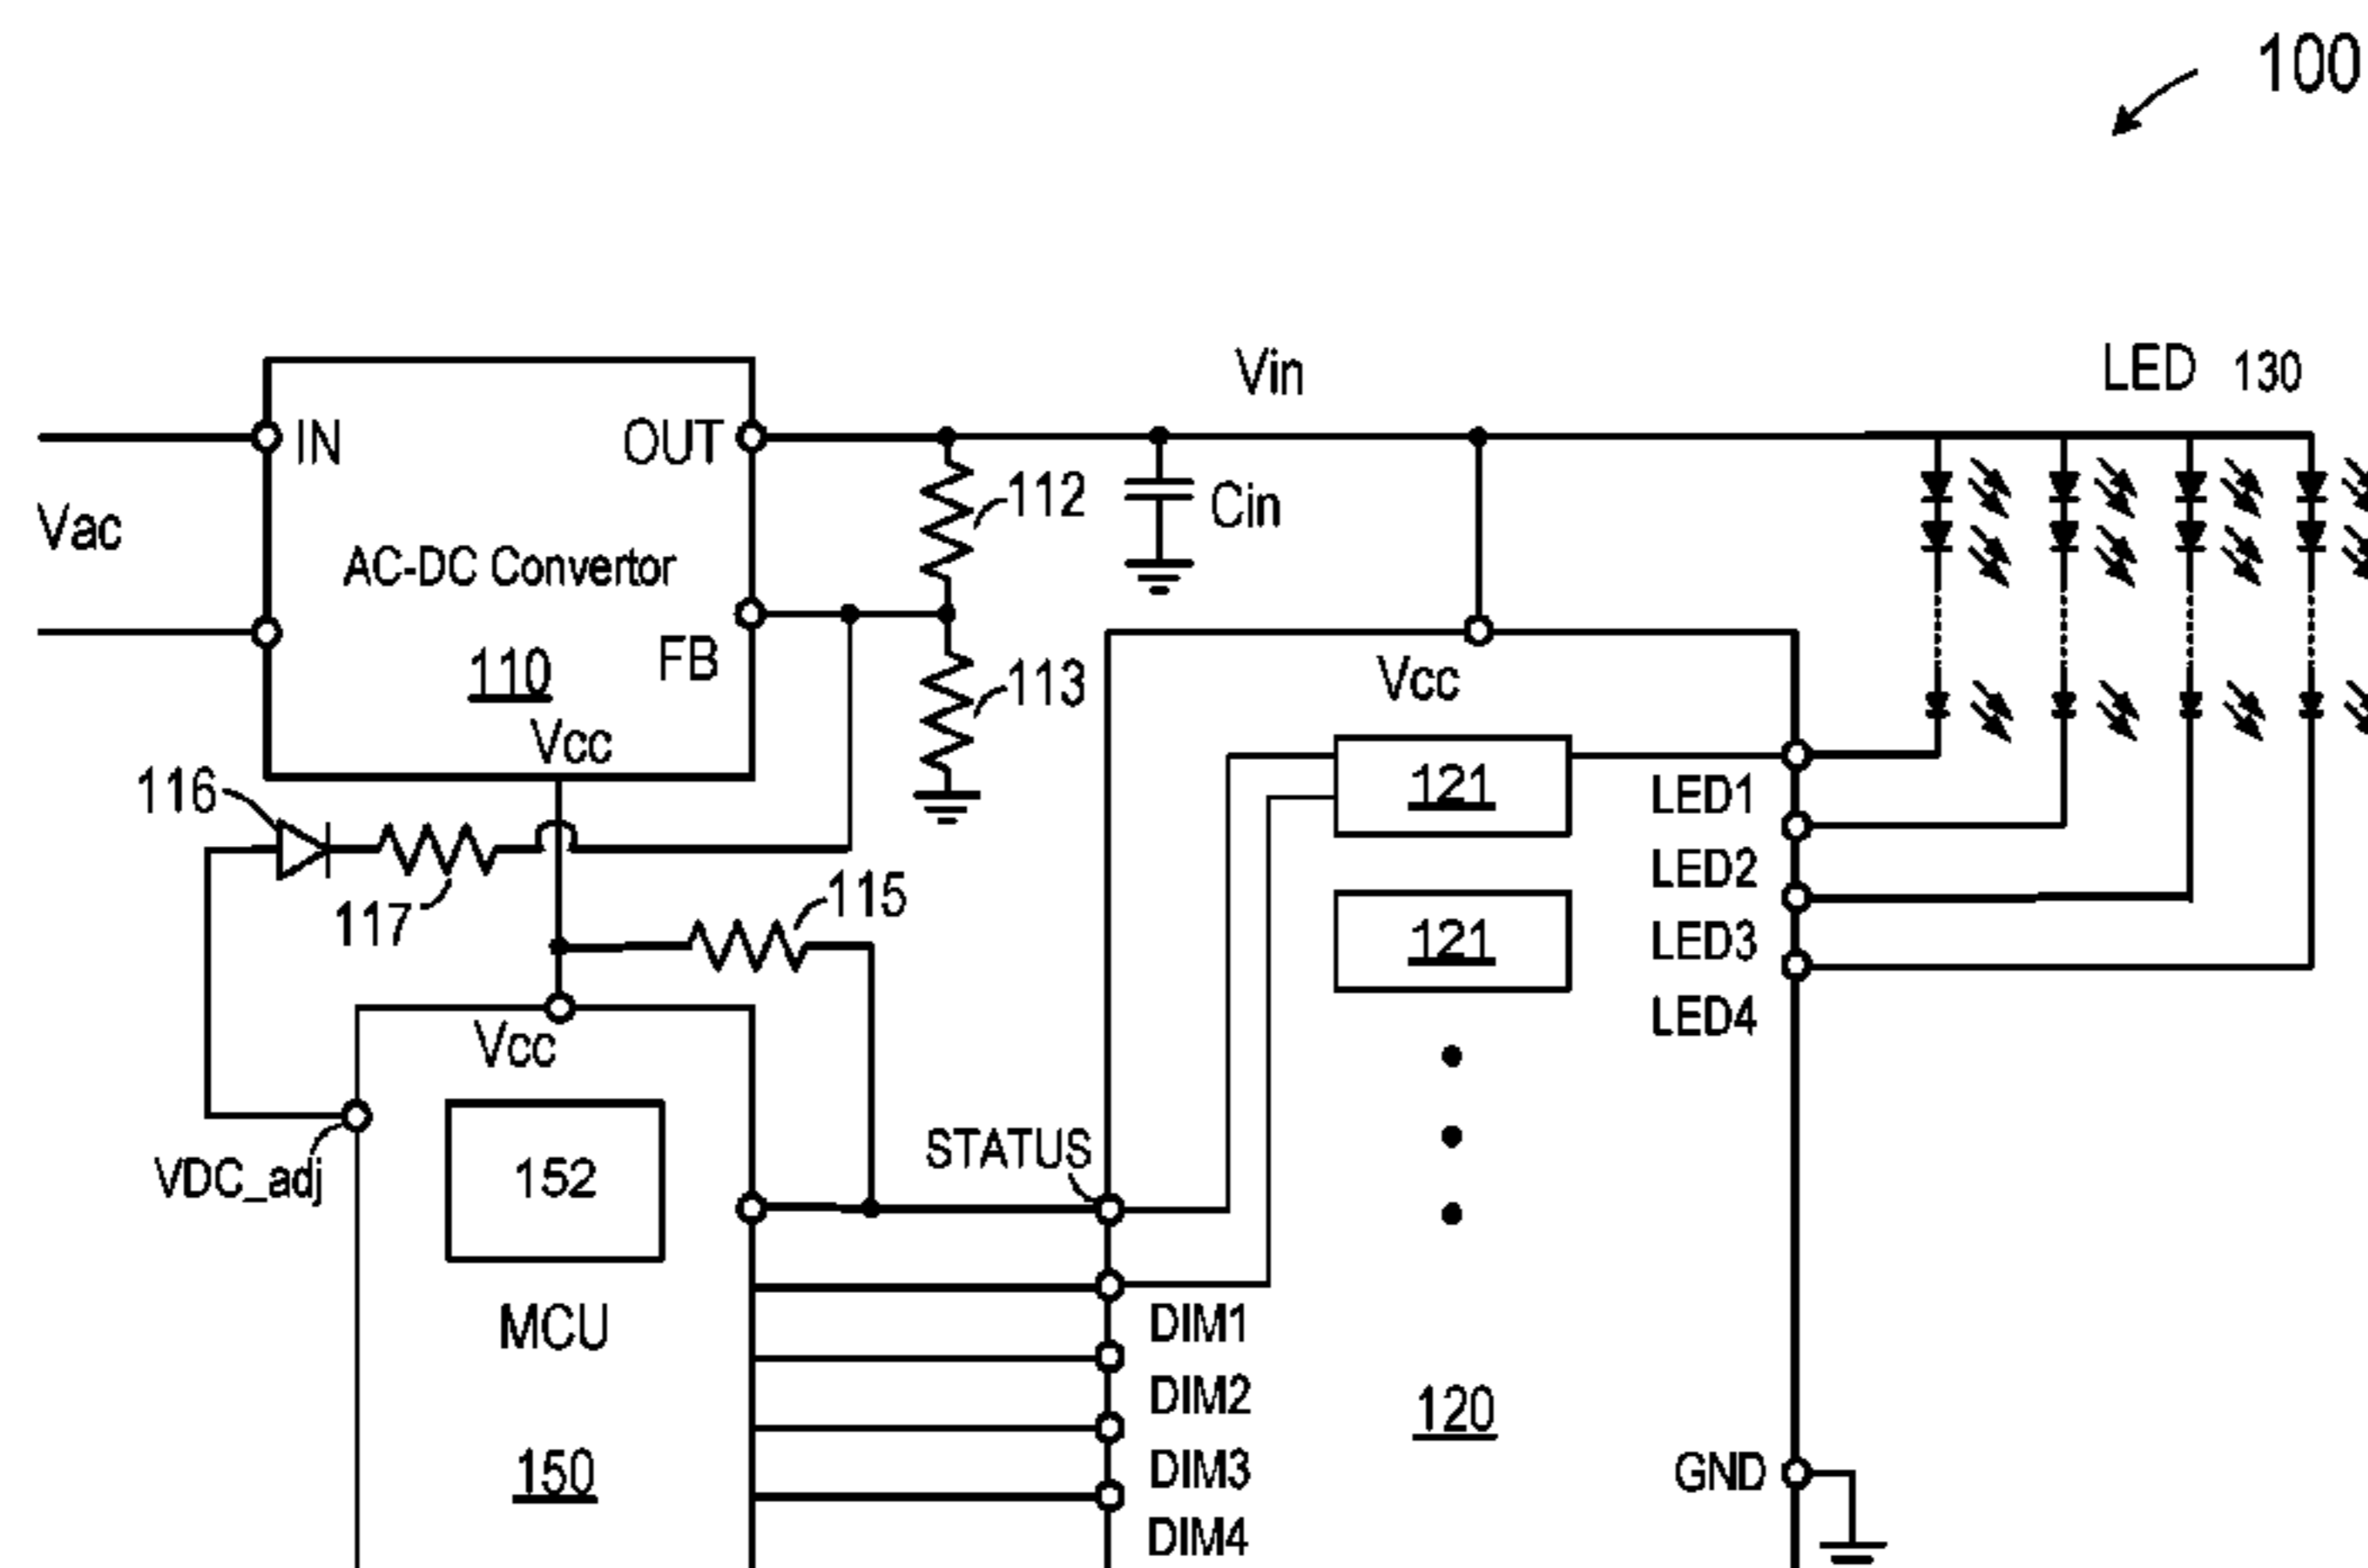 100
Vin
LED 130
IN
OUT
112
Cin
Vac
AC-DC Convertor
110
FB
113
Vcc
Vcc
116
121
LED1
117
115
LED2
121
LED3
LED4
Vcc
STATUS
VDC_adj
152
MCU
DIM1
DIM2
120
150
DIM3
GND
DIM4